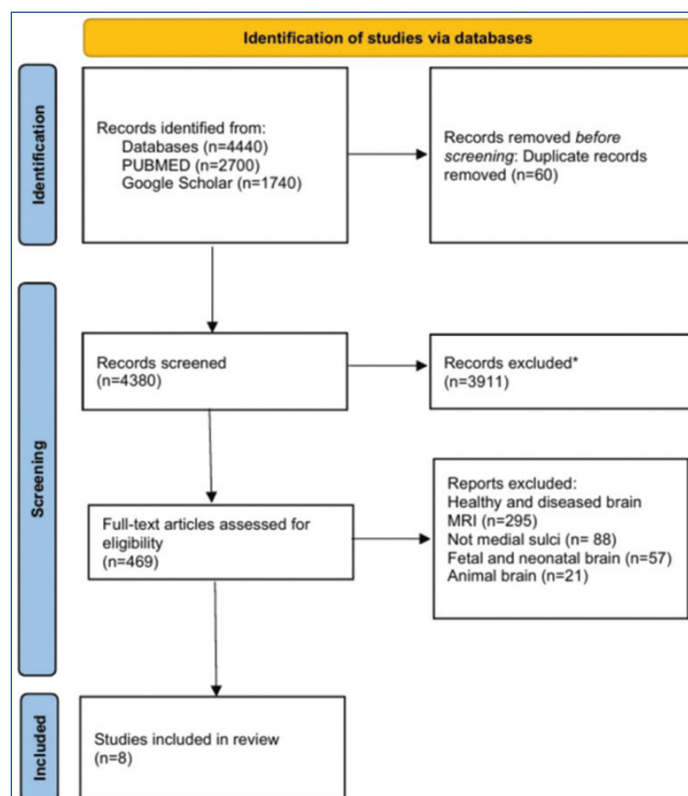 Identification of studies via databases
Identification
Records identified from:
Databases (n=4440)
PUBMED (n=2700)
Google Scholar (n=1740)
Records removed before
screening: Duplicate records
removed (n=60)
Screening
Records screened
(n=4380)
Records excluded*
(n=3911)
Full-text articles assessed for
eligibility
(n=469)
Reports excluded:
Healthy and diseased brain
MRI (n=295)
Not medial sulci (n= 88)
Fetal and neonatal brain (n=57)
Animal brain (n=21)
Included
Studies included in review
(n=8)